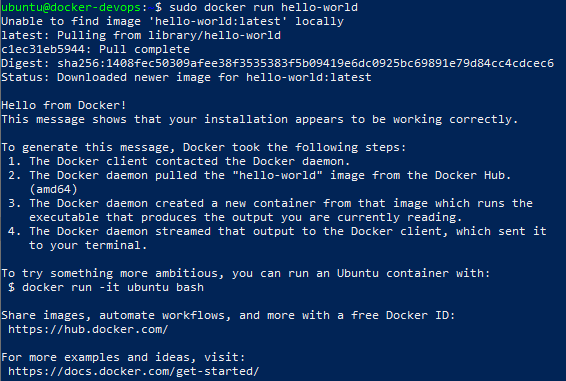 ubuntu@docker-devops:~$ sudo docker run hello-world
Unable to find image 'hello-world:latest' locally
latest: Pulling from library/hello-world
c1ec31eb5944: Pull complete
Digest: sha256:1408fec50309afee38f3535383f5b09419e6dc0925bc69891e79d84cc4cdcec6
Status: Downloaded newer image for hello-world:latest
Hello from Docker!
This message shows that your installation appears to be working correctly.
To generate this message, Docker took the following steps:
1. The Docker client contacted the Docker daemon.
2. The Docker daemon pulled the "hello-world" image from the Docker Hub.
(amd64)
3. The Docker daemon created a new container from that image which runs the
executable that produces the output you are currently reading.
4. The Docker daemon streamed that output to the Docker client, which sent it
to your terminal.
To try something more ambitious, you can run an Ubuntu container with:
$ docker run -it ubuntu bash
Share images, automate workflows, and more with a free Docker ID:
https://hub.docker.com/
For more examples and ideas, visit:
https://docs.docker.com/get-started/